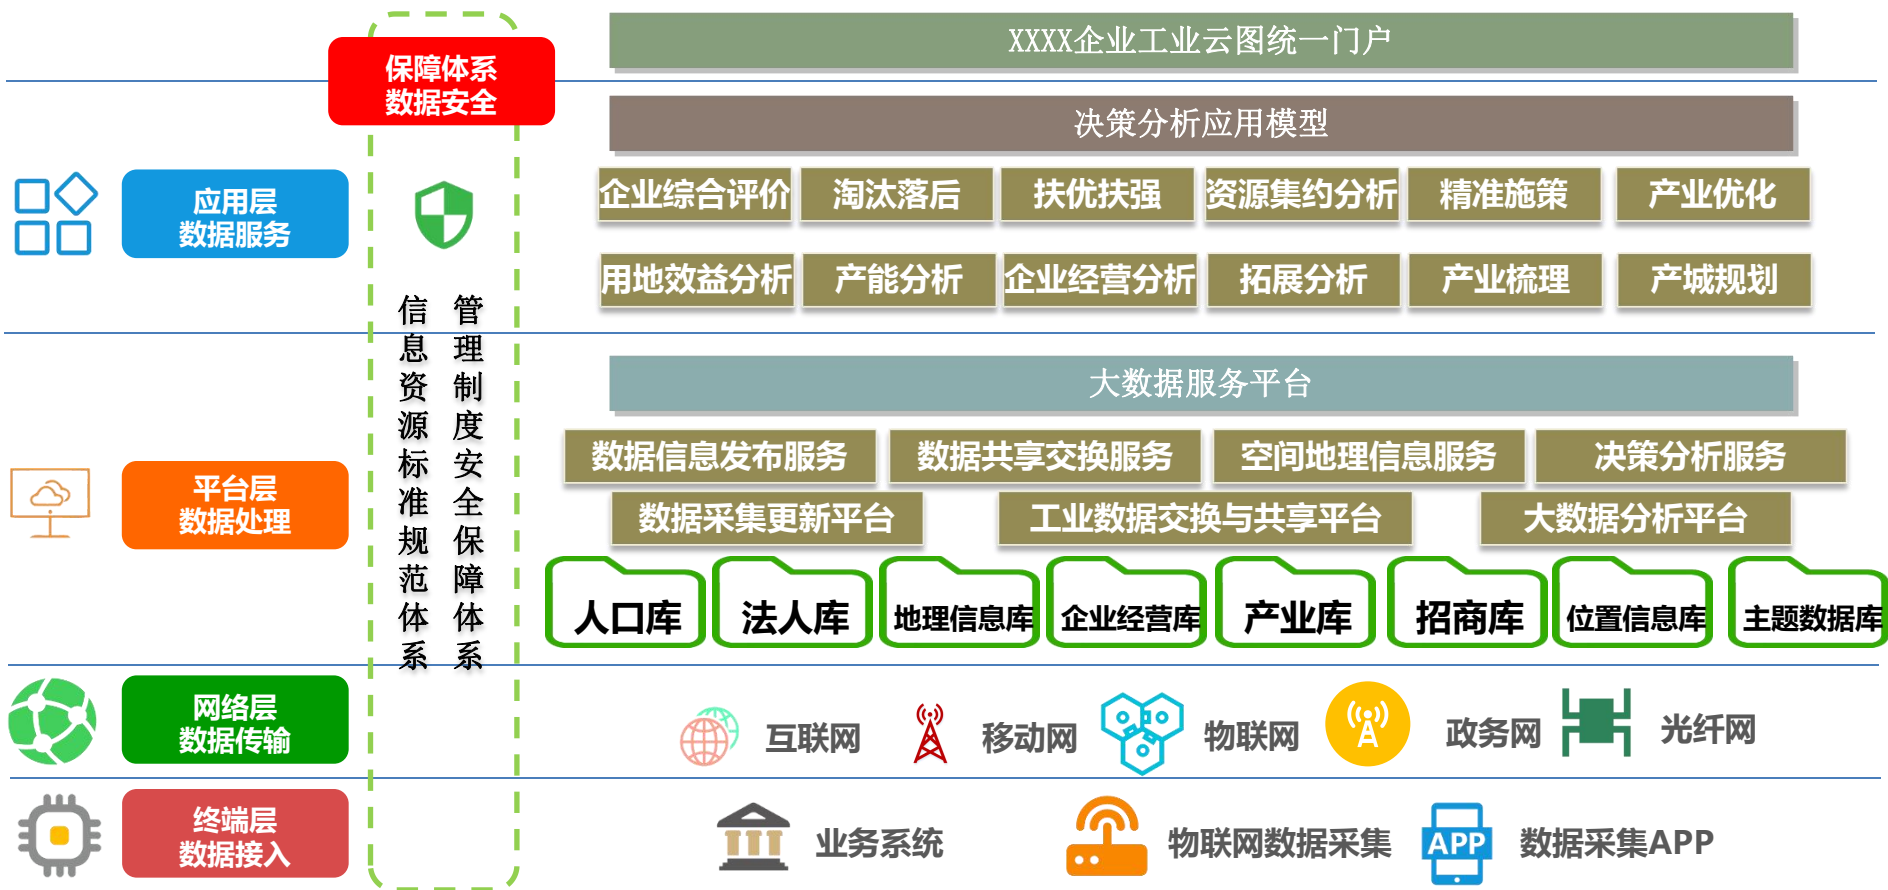 XXXX企业工业云图统一门户
保障体系
数据安全
决策分析应用模型
应用层
数据服务
企业综合评价
淘汰落后
扶优扶强
资源集约分析
精准施策
产业优化
用地效益分析
产能分析
企业经营分析
拓展分析
产业梳理
产城规划
信息资源标准规范体系
管理制度安全保障体系
大数据服务平台
平台层
数据处理
数据信息发布服务
数据共享交换服务
空间地理信息服务
决策分析服务
数据采集更新平台
工业数据交换与共享平台
大数据分析平台
人口库
法人库
地理信息库
企业经营库
产业库
招商库
位置信息库
主题数据库
网络层
数据传输
互联网
移动网
物联网
政务网
光纤网
终端层
数据接入
业务系统
物联网数据采集
APP
数据采集APP